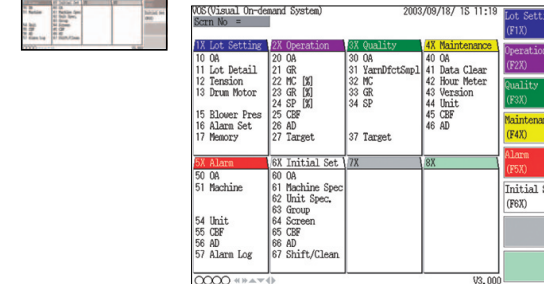 VOS(Visual On-demand System) 2003/09/18/ 15 11:19
Scrn No =
1X Lot Setting 2X Operation 3X Quality 4X Maintenance
10 OA 20 OA 30 OA 40 OA
11 Lot Detail 21 GR 31 YarnDfctSmpl 41 Data Clear
12 Tension 22 MC [%] 32 MC 42 Hour Meter
13 Drum Motor 23 GR [%] 33 GR 43 Version
24 SP [%] 34 SP 44 Unit
15 Blower Pres 25 CBF 45 CBF
16 Alarm Set 26 AD 46 AD
17 Memory 27 Target 37 Target
5X Alarm 6X Initial Set 7X 8X
50 OA 60 OA
51 Machine 61 Machine Spec
62 Unit Spec.
63 Group
54 Unit 64 Screen
55 CBF 65 CBF
56 AD 66 AD
57 Alarm Log 67 Shift/Clean
V3.000
Lot Setti
(F1X)
Operation
(F2X)
Quality
(F3X)
Maintenan
(F4X)
Alarm
(F5X)
Initial S
(F6X)